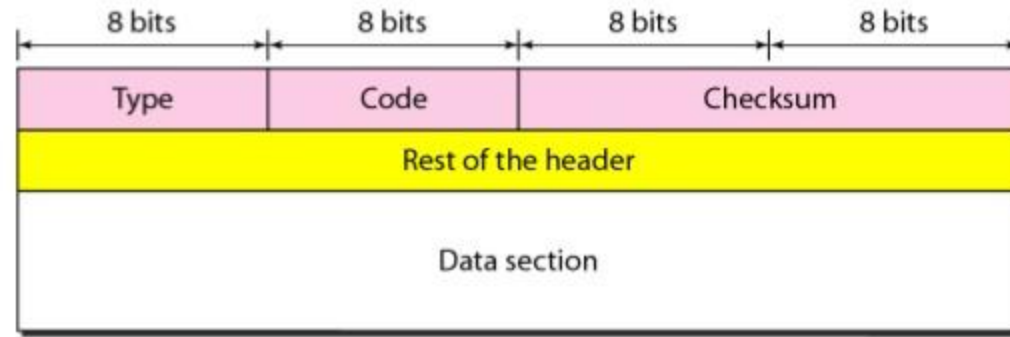 8 bits 8 bits 8 bits 8 bits
Type Code Checksum
Rest of the header
Data section